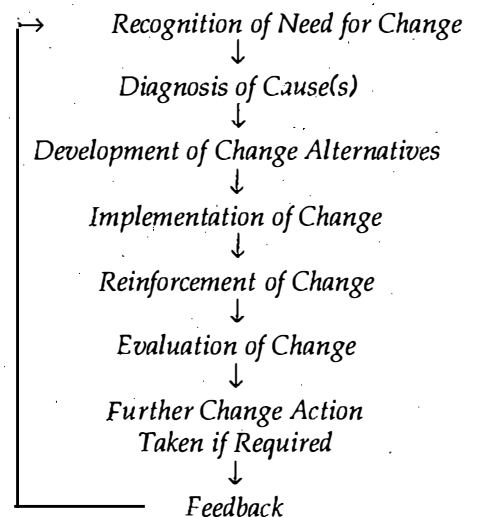 Recognition of Need for Change
Diagnosis of Cause(s)
Development of Change Alternatives
Implementation of Change
Reinforcement of Change
Evaluation of Change
Further Change Action
Taken if Required
Feedback